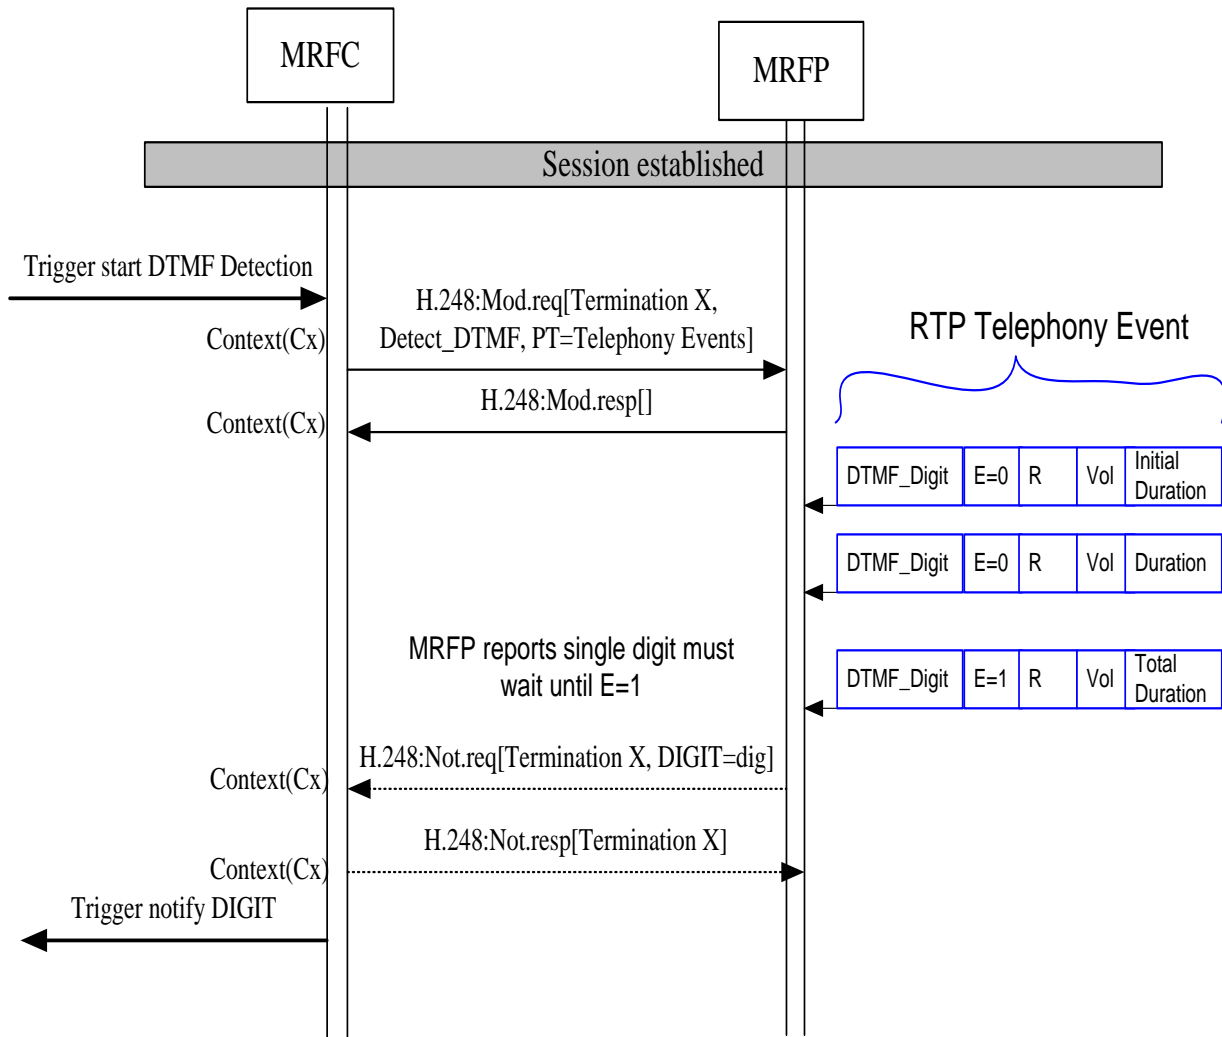 MRFC
MRFP
Session established
Trigger start DTMF Detection
H.248:Mod.req[Termination X,
Context(Cx)
Detect_DTMF, PT=Telephony Events]
RTP Telephony Event
H.248:Mod.resp[]
Context(Cx)
DTMF_Digit E=0 R Vol Initial
Duration
DTMF_Digit E=0 R Vol Duration
MRFP reports single digit must
wait until E=1
DTMF_Digit E=1 R Vol Total
Duration
H.248:Not.req[Termination X, DIGIT=dig]
Context(Cx)
H.248:Not.resp[Termination X]
Context(Cx)
Trigger notify DIGIT